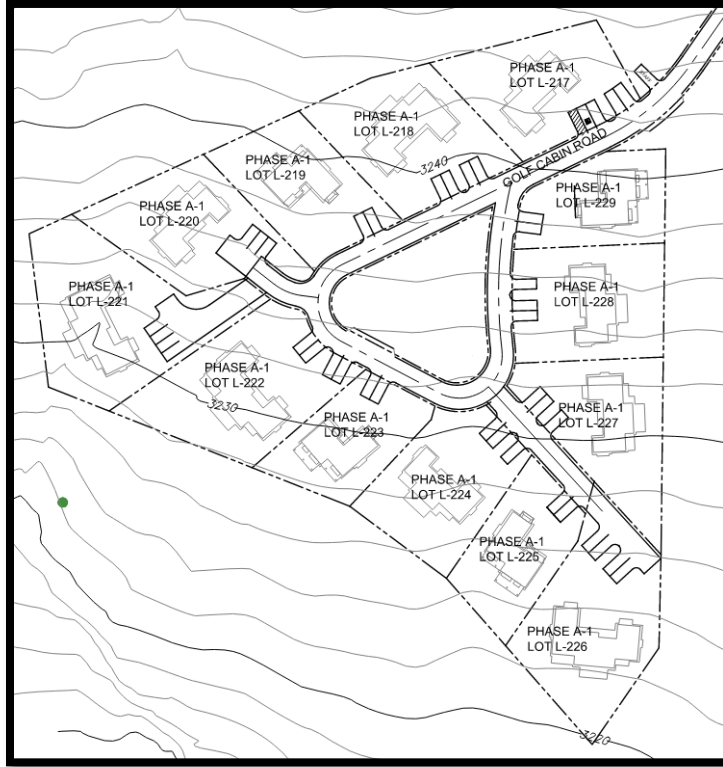 PHASE A-1
LOT L-217
PHASE A-1
LOT L-218
PHASE A-1
LOT L-219
3240
GOLF CABIN ROAD
PHASE A-1
LOT L-229
PHASE A-1
LOT L-220
PHASE A-1
LOT L-221
PHASE A-1
LOT L-228
PHASE A-1
LOT L-222
3230
PHASE A-1
LOT L-223
PHASE A-1
LOT L-227
PHASE A-1
LOT L-224
PHASE A-1
LOT L-225
PHASE A-1
LOT L-226
3220